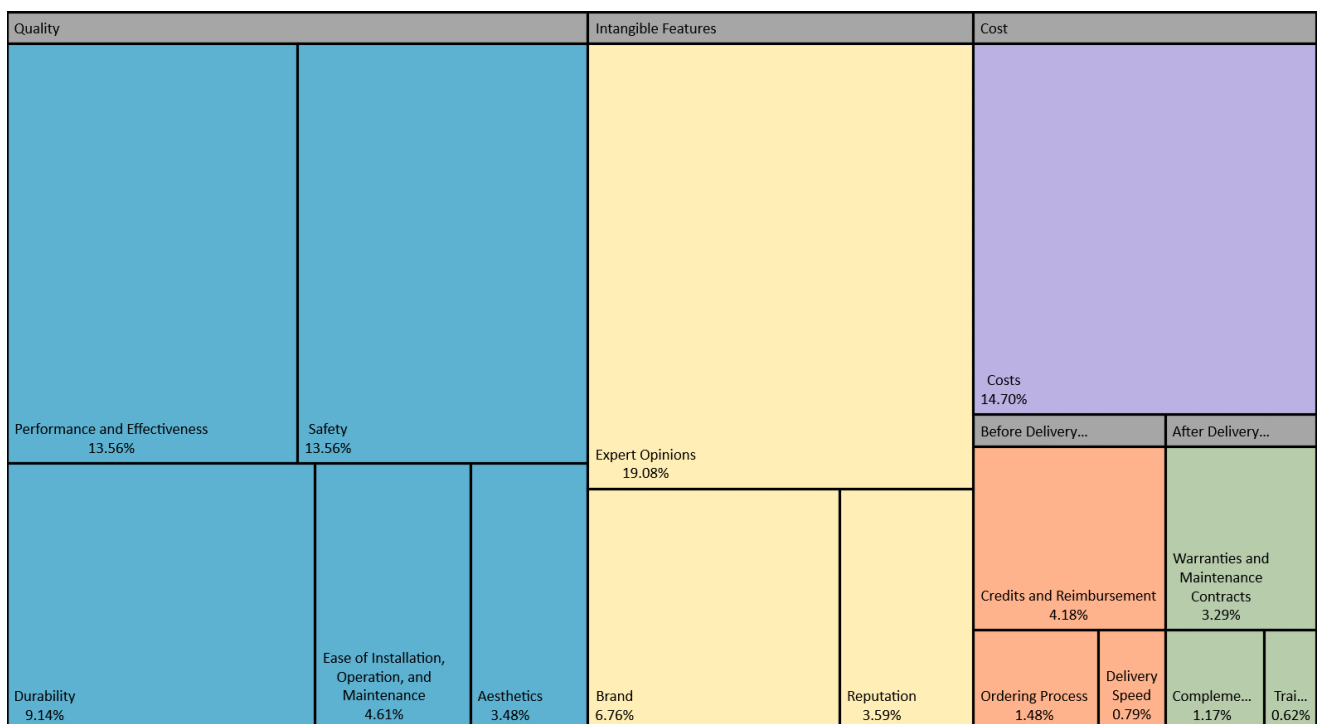 Quality
Intangible Features
Cost
Performance and Effectiveness
13.56%
Safety
13.56%
Durability
9.14%
Ease of Installation,
Operation, and
Maintenance
4.61%
Aesthetics
3.48%
Expert Opinions
19.08%
Brand
6.76%
Reputation
3.59%
Costs
14.70%
Before Delivery...
After Delivery...
Credits and Reimbursement
4.18%
Ordering Process
1.48%
Delivery
Speed
0.79%
Warranties and
Maintenance
Contracts
3.29%
Compleme...
1.17%
Trai...
0.62%